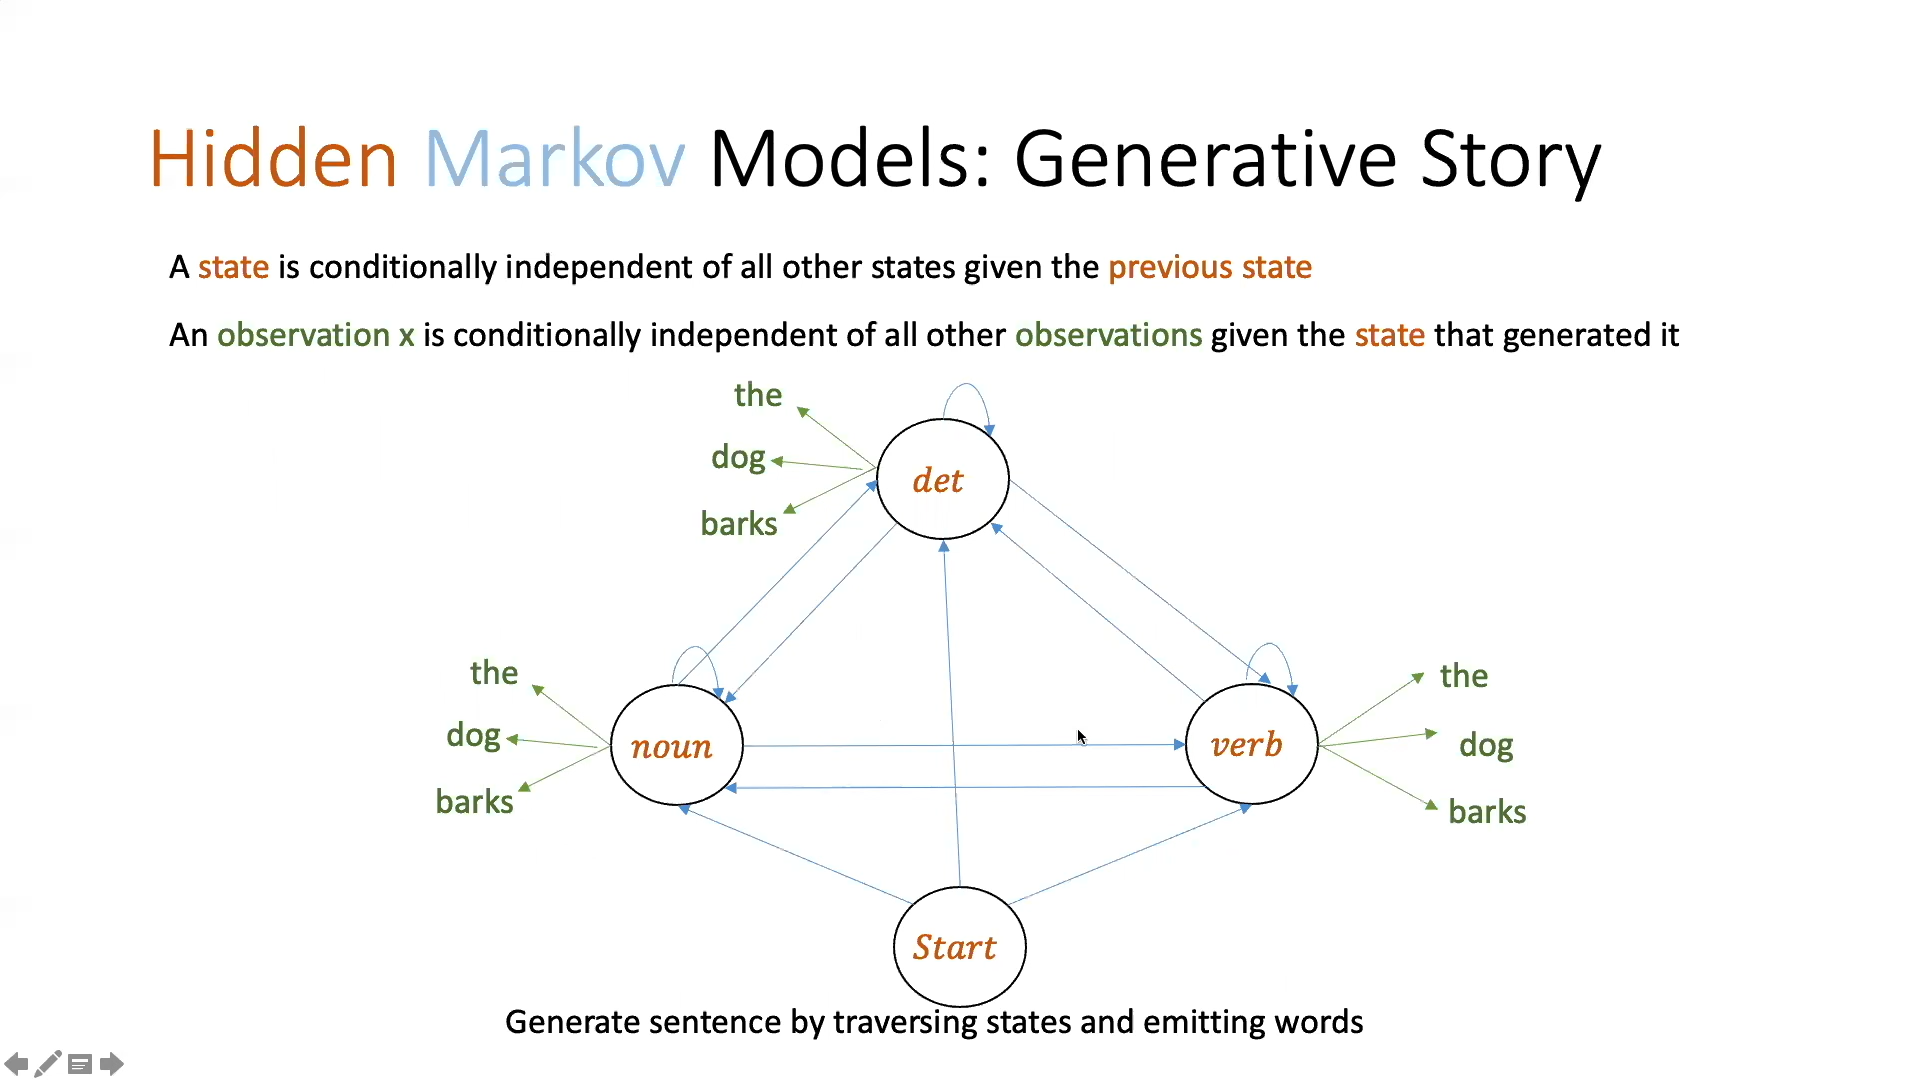 Hidden Markov Models: Generative Story
A state is conditionally independent of all other states given the previous state
An observation x is conditionally independent of all other observations given the state that generated it
the
dog
barks
det
the
dog
barks
noun
verb
the
dog
barks
Start
Generate sentence by traversing states and emitting words